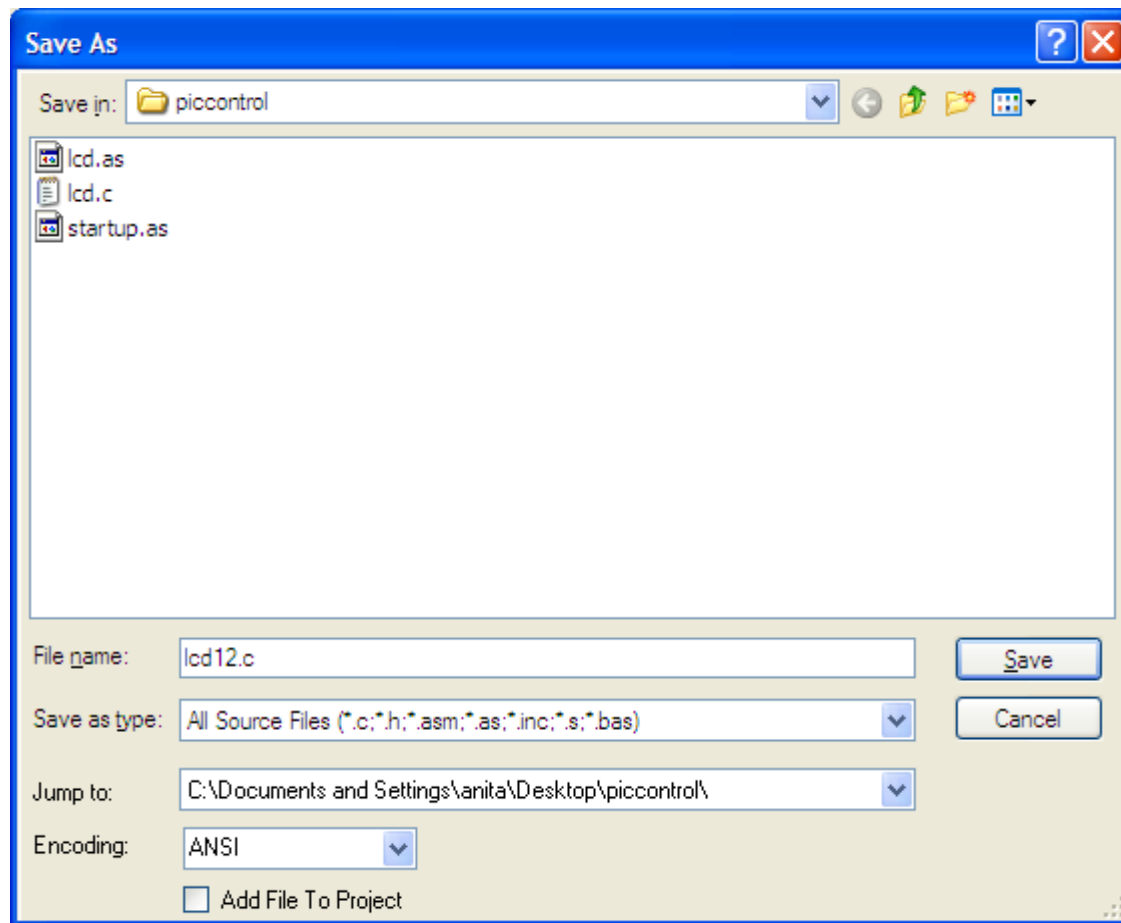 Save As
Save in: piccontrol
lcd.as
lcd.c
startup.as
File name: lcd12.c Save
Save as type: All Source Files (*.c;*.h;*.asm;*.as;*.inc;*.s;*.bas) Cancel
Jump to: C:\Documents and Settings\anita\Desktop\piccontrol\
Encoding: ANSI
Add File To Project